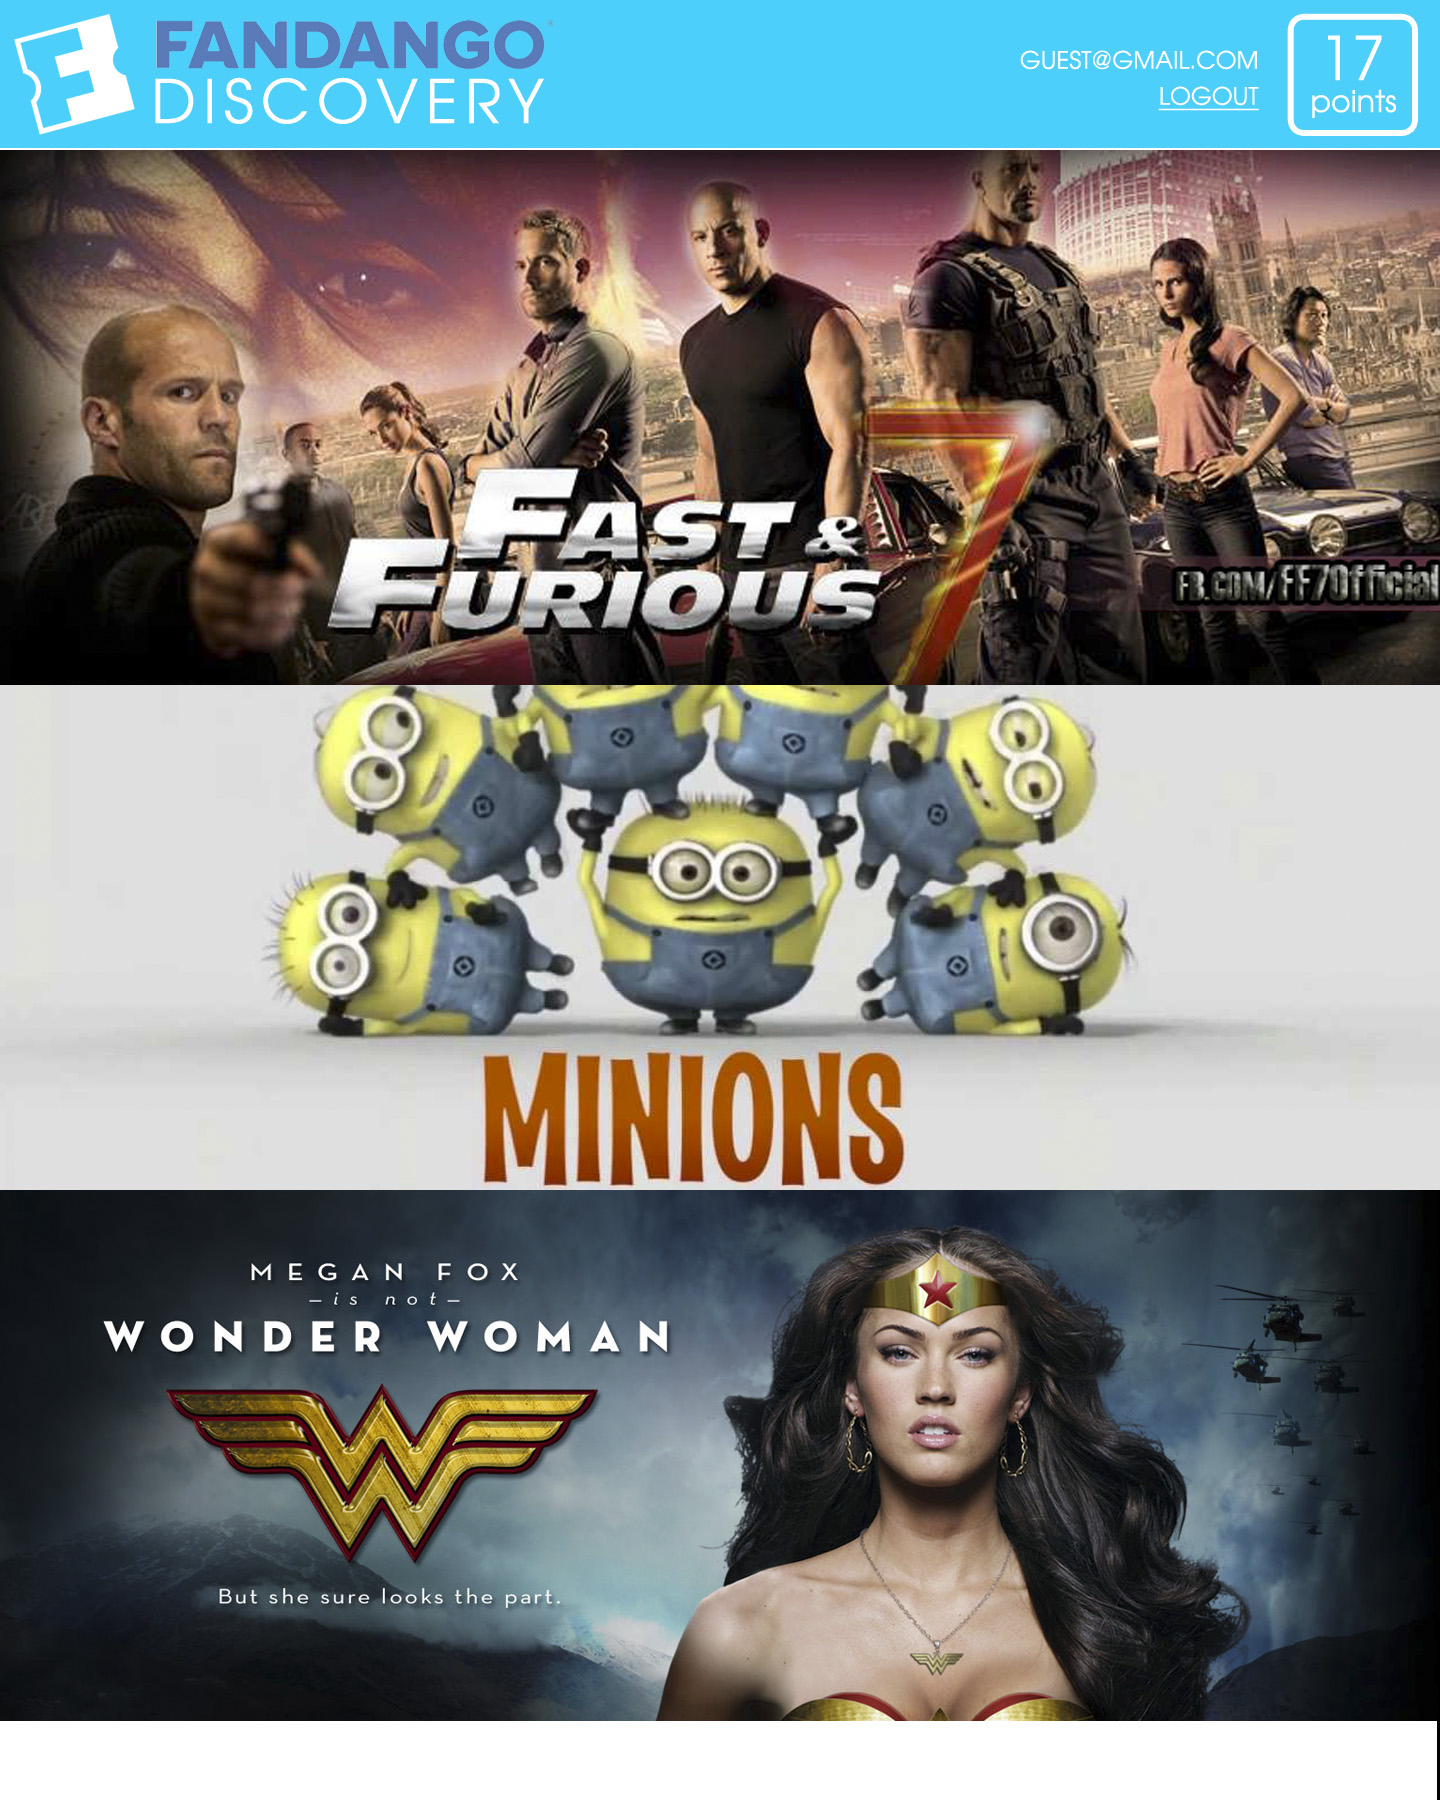 FANDANGO
DISCOVERY
GUEST@GMAIL.COM
LOGOUT
17
points
FAST &
FURIOUS
7
FB.COM/FF7Official
MINIONS
MEGAN FOX
–is not–
WONDER WOMAN
But she sure looks the part.